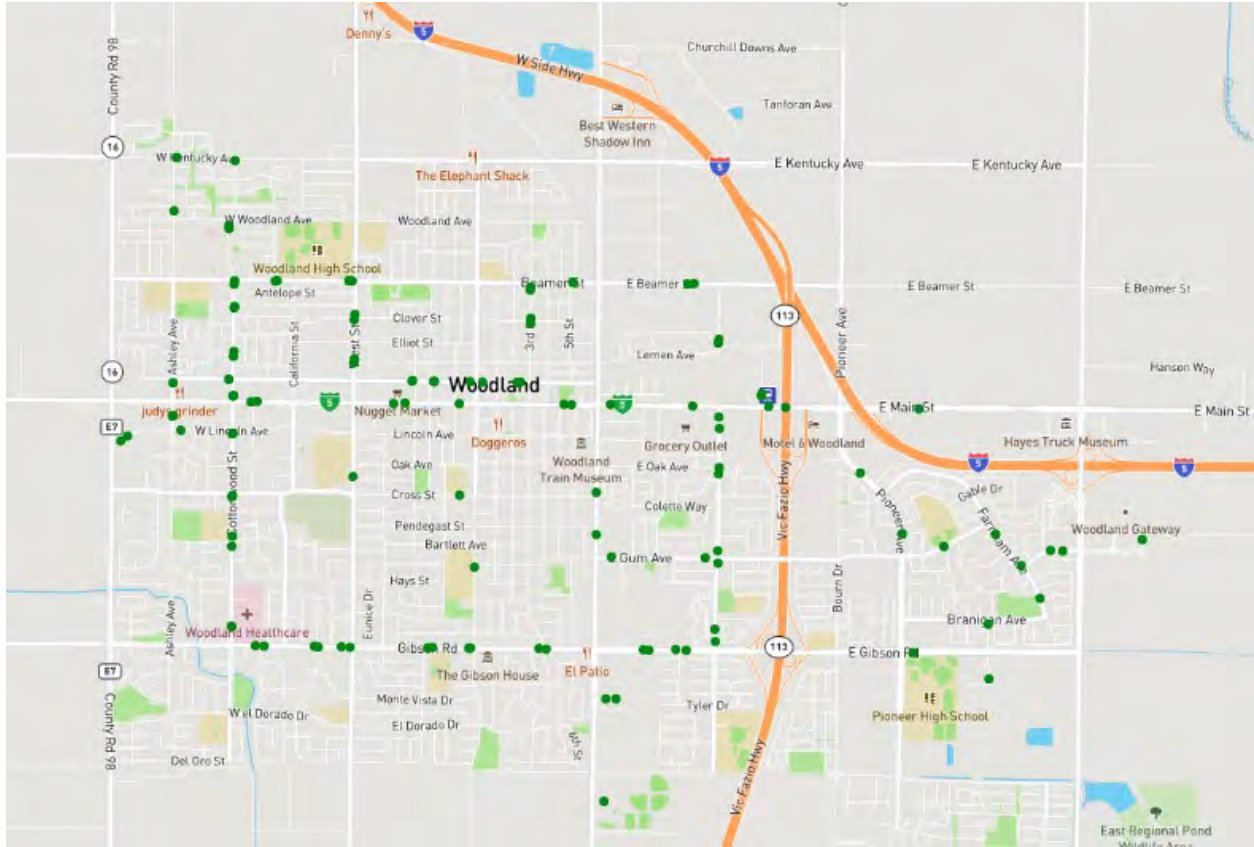 County Rd 98
Denny's
5
W Side Hwy
Churchill Downs Ave
Tanforan Ave
Best Western
Shadow Inn
16
W Kentucky Ave
The Elephant Shack
5
E Kentucky Ave
E Kentucky Ave
W Woodland Ave
Woodland Ave
Woodland High School
Antelope St
Beamer St
E Beamer St
E Beamer St
E Beamer St
Clover St
Elliot St
Ashley Ave
California St
3rd St
5th St
Lemen Ave
113
Pioneer Ave
Hanson Way
16
Woodland
judys grinder
5
Nugget Market
5
E Main St
E Main St
E7
W Lincoln Ave
Lincoln Ave
Doggeros
Grocery Outlet
Motel 6 Woodland
Hayes Truck Museum
Oak Ave
Woodland
Train Museum
E Oak Ave
5
5
Cottonwood St
Cross St
Colette Way
Vic Fazio Hwy
Pioneer Ave
Gable Dr
Farnham Ave
Pendegast St
Bartlett Ave
Woodland Gateway
Gum Ave
Hays St
Bourn Dr
Ashley Ave
Eunice Dr
Woodland Healthcare
Branigan Ave
Gibson Rd
113
E Gibson Rd
E7
The Gibson House
El Patio
Monte Vista Dr
Tyler Dr
County Rd 98
W el Dorado Dr
El Dorado Dr
6th St
Pioneer High School
Del Oro St
Vic Fazio Hwy
East Regional Pond
Wildlife Area